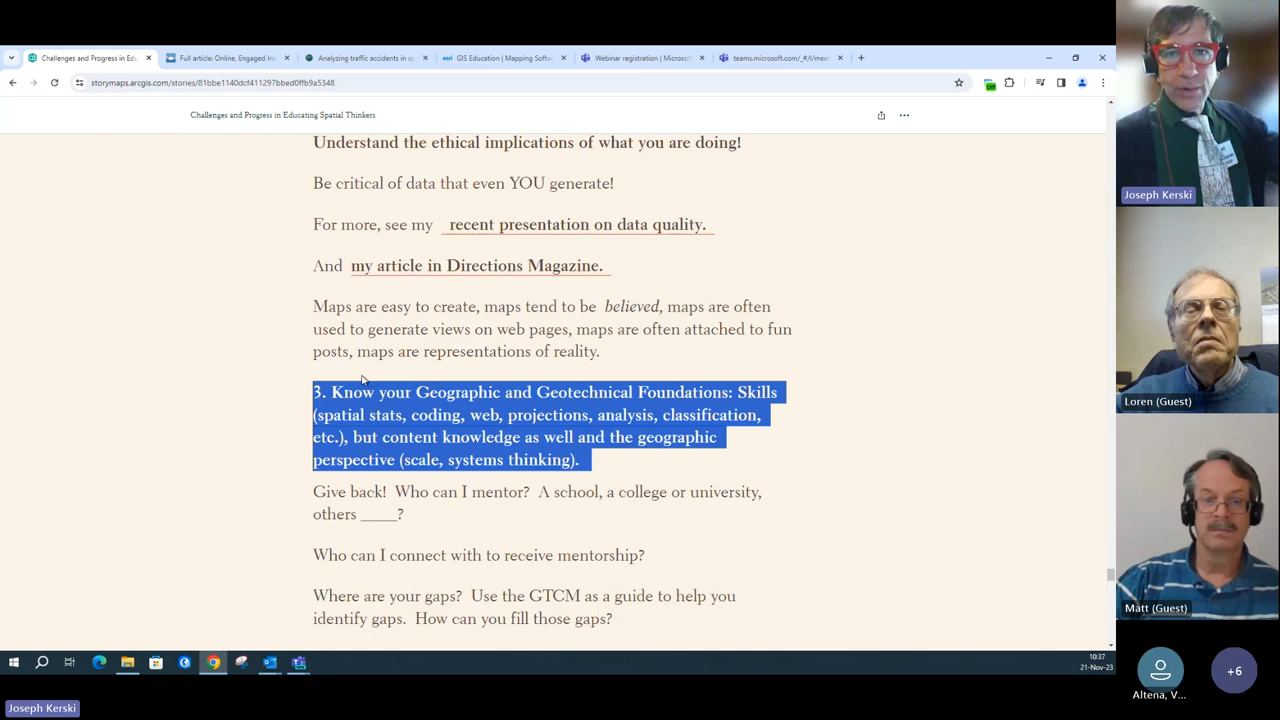 Challenges and Progress in Edu
Full article: Online, Engaged In
Analyzing traffic accidents in sp
esri
GIS Education | Mapping Softw
Webinar registration | Microsof
teams.microsoft.com/_#/l/meet
storymaps.arcgis.com/stories/81bbe1140dcf411297bbed0ffb9a5348
Off
Challenges and Progress in Educating Spatial Thinkers
Understand the ethical implications of what you are doing!
Be critical of data that even YOU generate!
For more, see my recent presentation on data quality.
And my article in Directions Magazine.
Maps are easy to create, maps tend to be believed, maps are often
used to generate views on web pages, maps are often attached to fun
posts, maps are representations of reality.
3. Know your Geographic and Geotechnical Foundations: Skills
(spatial stats, coding, web, projections, analysis, classification,
etc.), but content knowledge as well and the geographic
perspective (scale, systems thinking).
Give back! Who can I mentor? A school, a college or university,
others _____?
Who can I connect with to receive mentorship?
Where are your gaps? Use the GTCM as a guide to help you
identify gaps. How can you fill those gaps?
10:37
21-Nov-23
Joseph Kerski
Joseph Kerski
Loren (Guest)
Matt (Guest)
Altena, V...
+6